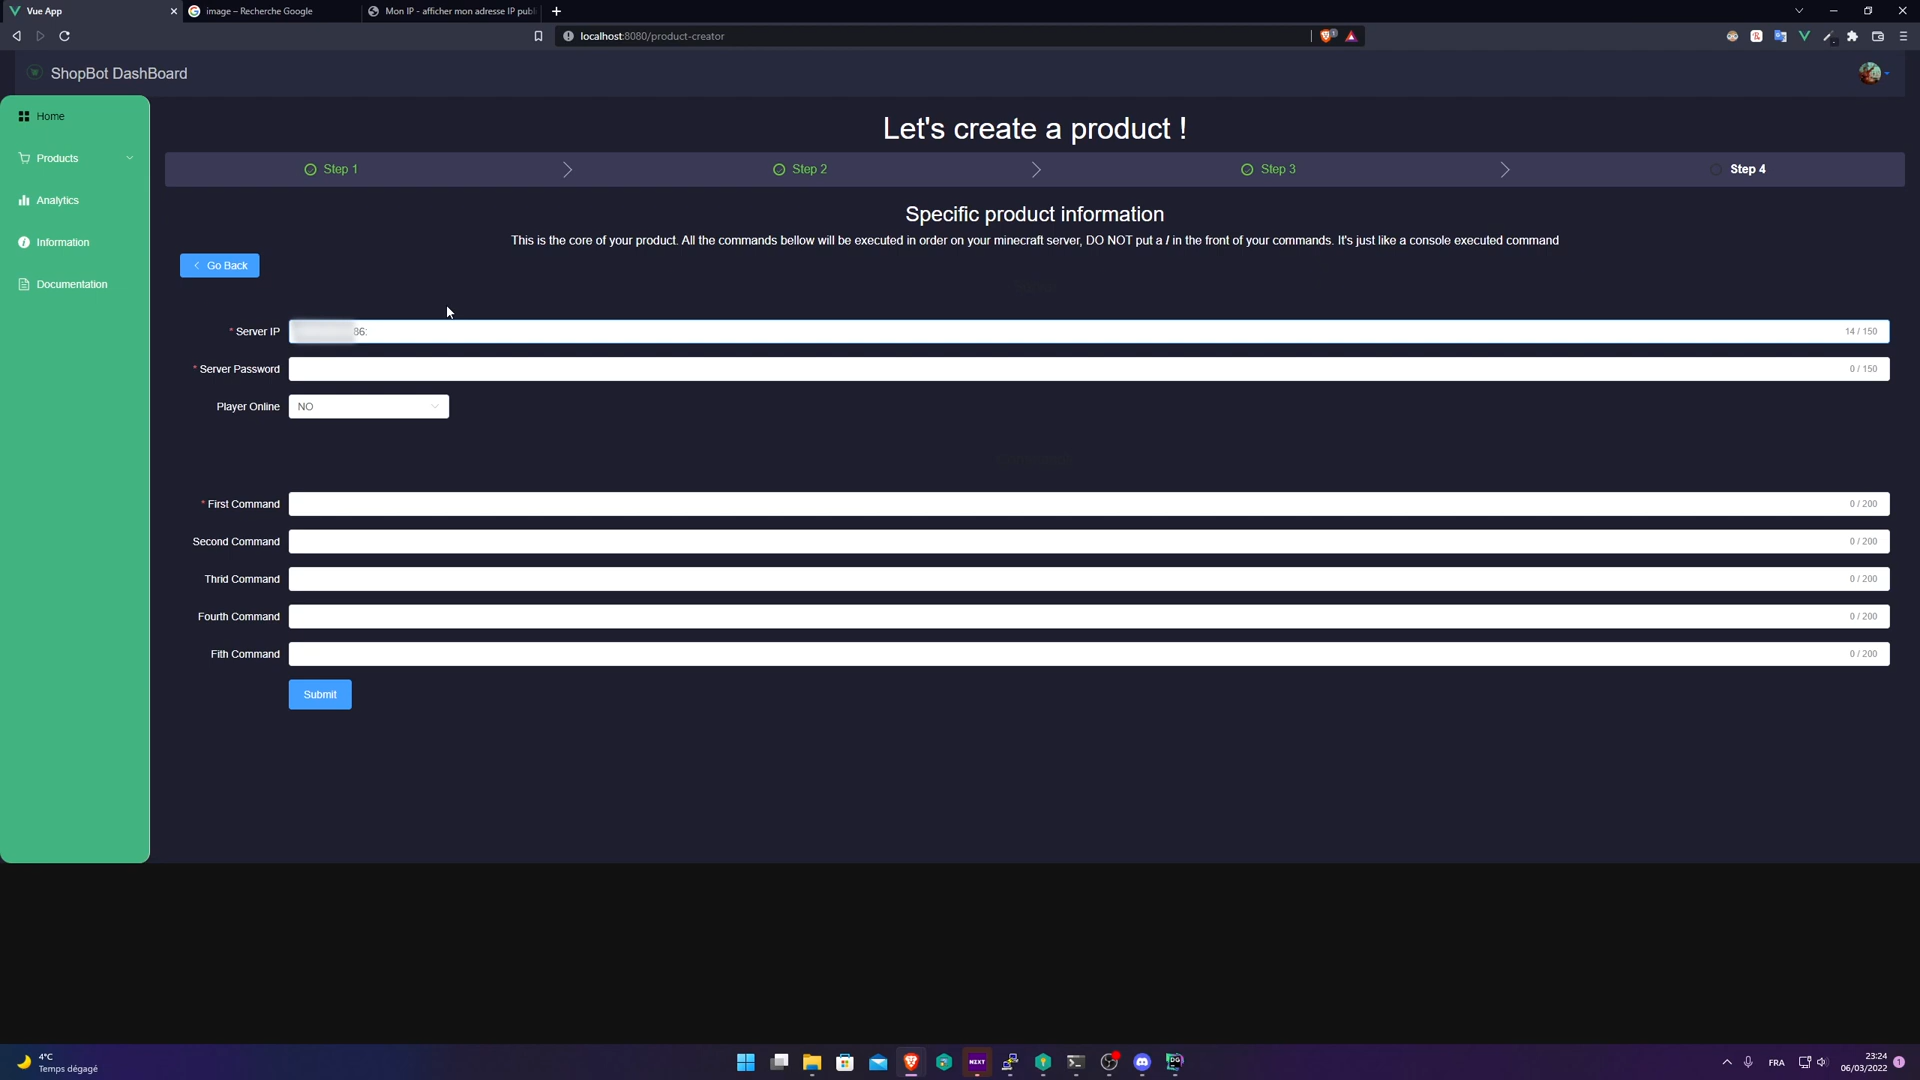 Vue App
image – Recherche Google
Mon IP - afficher mon adresse IP publ
localhost:8080/product-creator
1
ShopBot DashBoard
Home
Products
Analytics
Information
Documentation
Let's create a product !
Step 1
Step 2
Step 3
Step 4
Specific product information
This is the core of your product. All the commands bellow will be executed in order on your minecraft server, DO NOT put a / in the front of your commands. It's just like a console executed command
Go Back
* Server IP
86:
14 / 150
* Server Password
0 / 150
Player Online
NO
* First Command
0 / 200
Second Command
0 / 200
Thrid Command
0 / 200
Fourth Command
0 / 200
Fith Command
0 / 200
Submit
4°C
Temps dégagé
NZXT
DG
FRA
23:24
06/03/2022
1